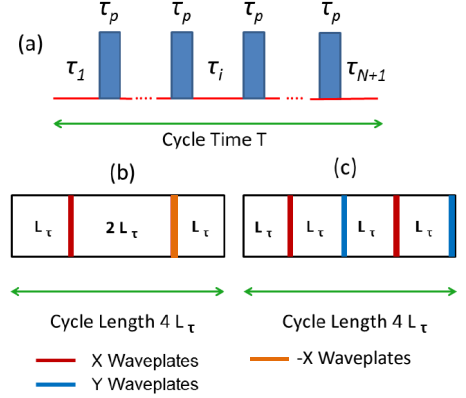 τp τp τp τp
(a)
τ1 τi τN+1
Cycle Time T
(b) (c)
Lτ 2 Lτ Lτ Lτ Lτ Lτ Lτ
Cycle Length 4 Lτ Cycle Length 4 Lτ
X Waveplates -X Waveplates
Y Waveplates